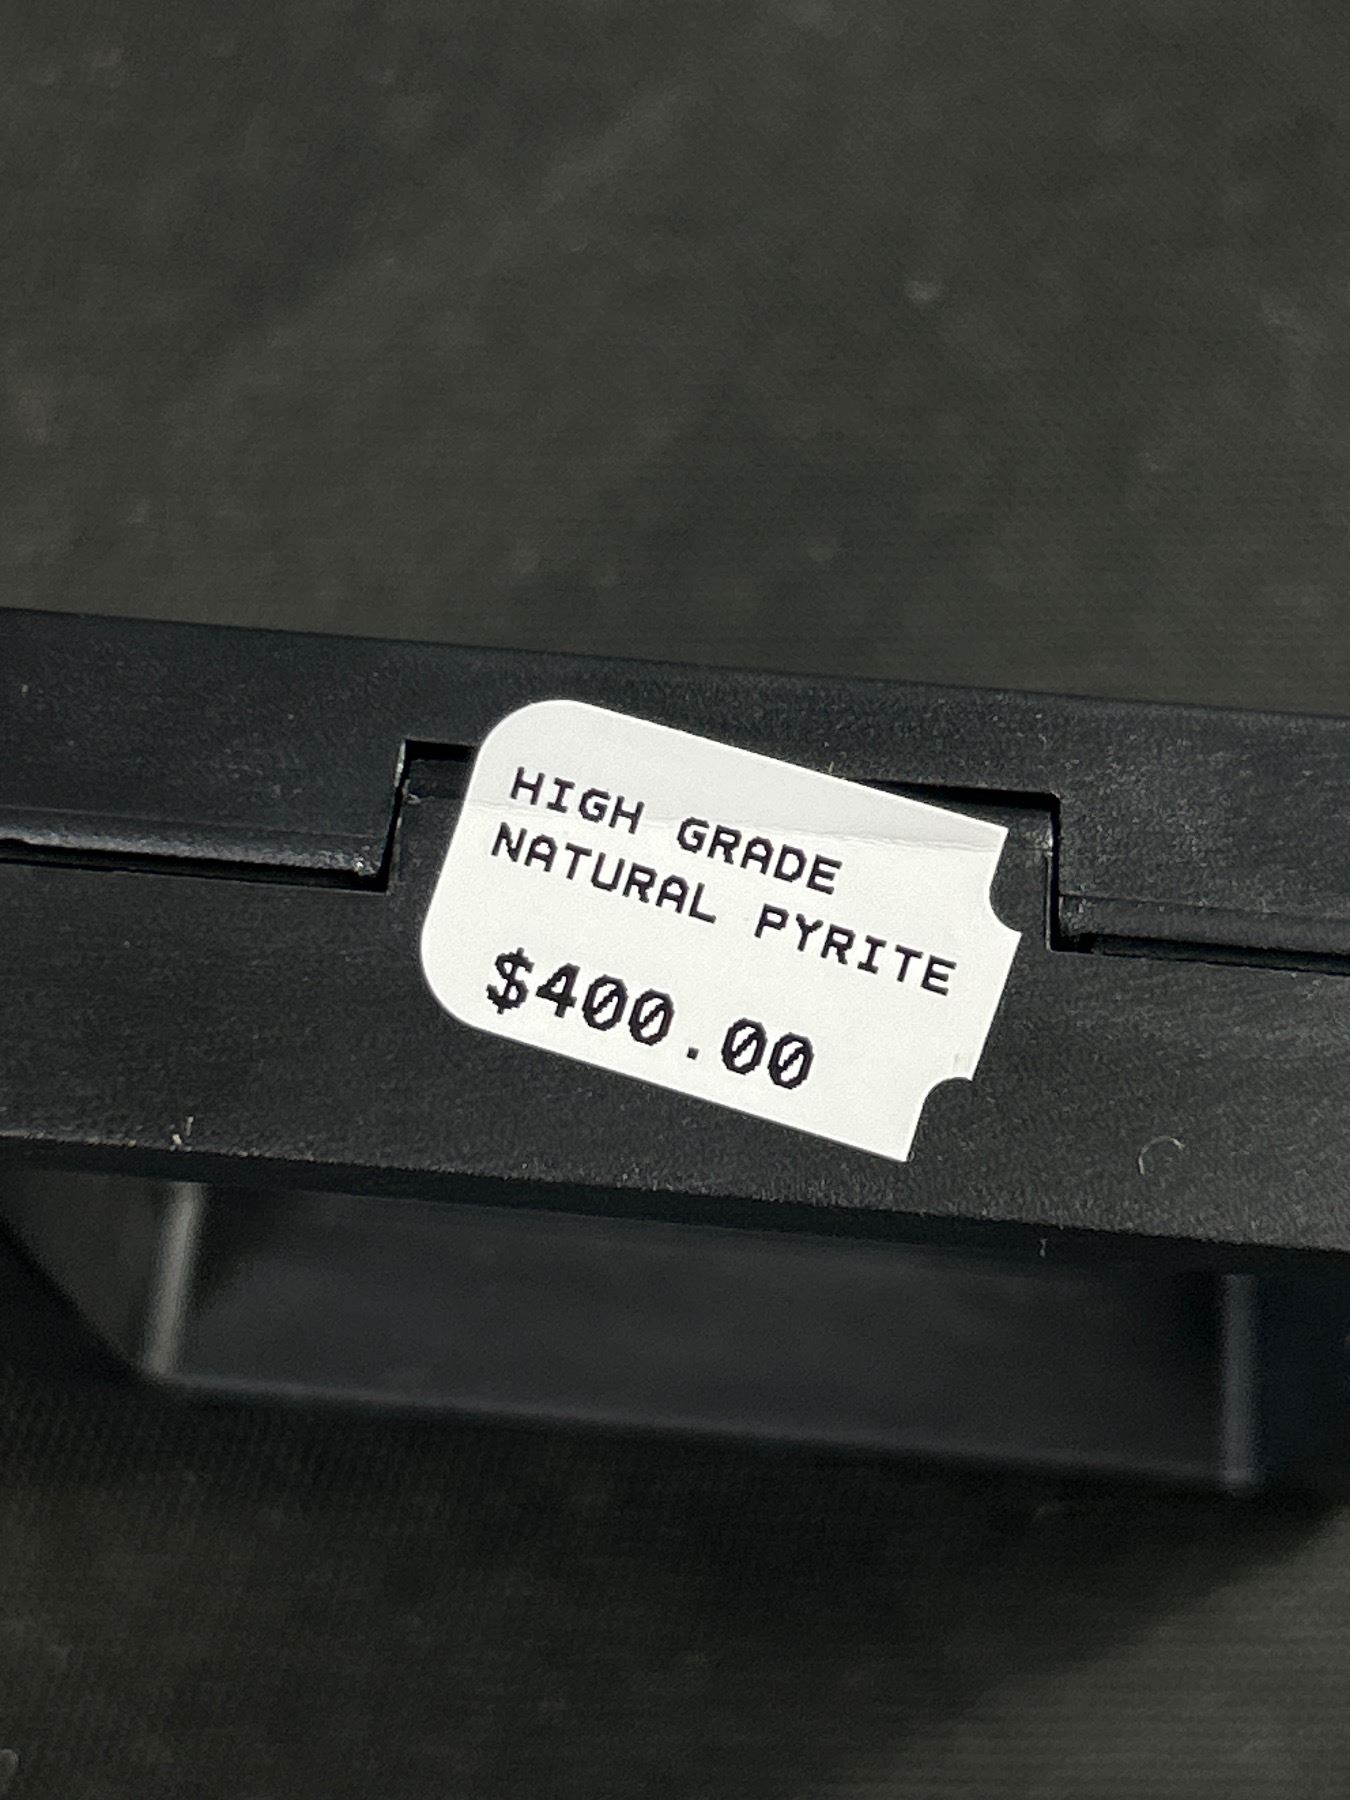 HIGH GRADE
NATURAL PYRITE
$400.00